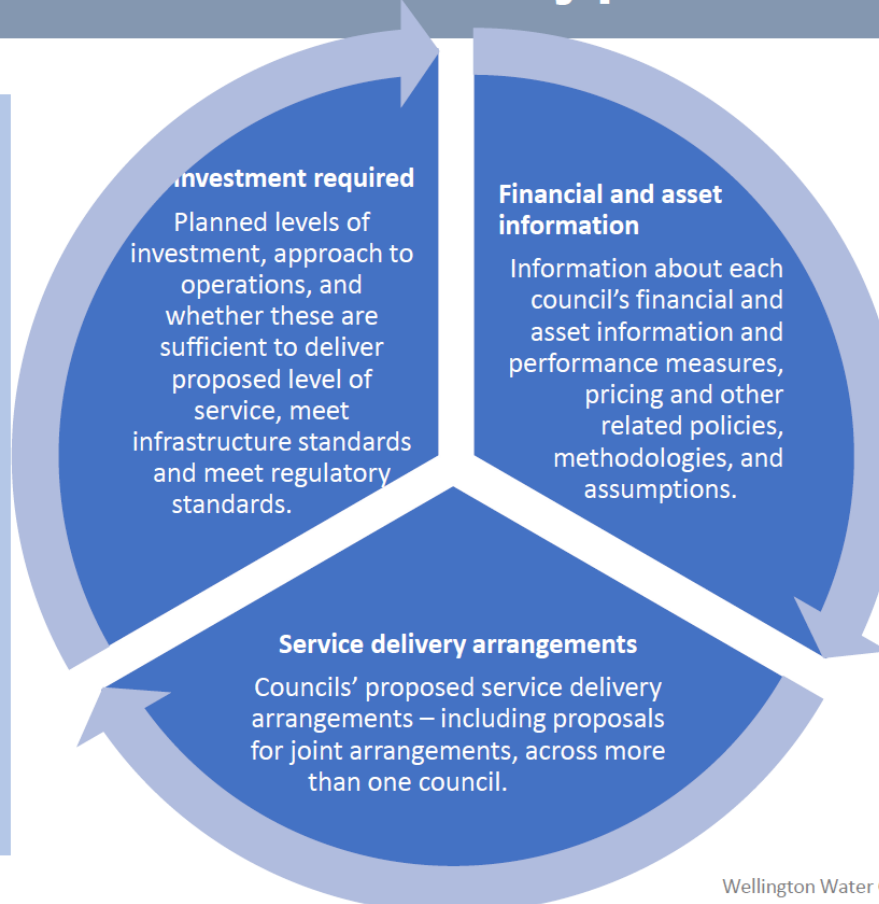 Investment required
Planned levels of
investment, approach to
operations, and
whether these are
sufficient to deliver
proposed level of
service, meet
infrastructure standards
and meet regulatory
standards.
Financial and asset
information
Information about each
council's financial and
asset information and
performance measures,
pricing and other
related policies,
methodologies, and
assumptions.
Service delivery arrangements
Councils' proposed service delivery
arrangements – including proposals
for joint arrangements, across more
than one council.
Wellington Water